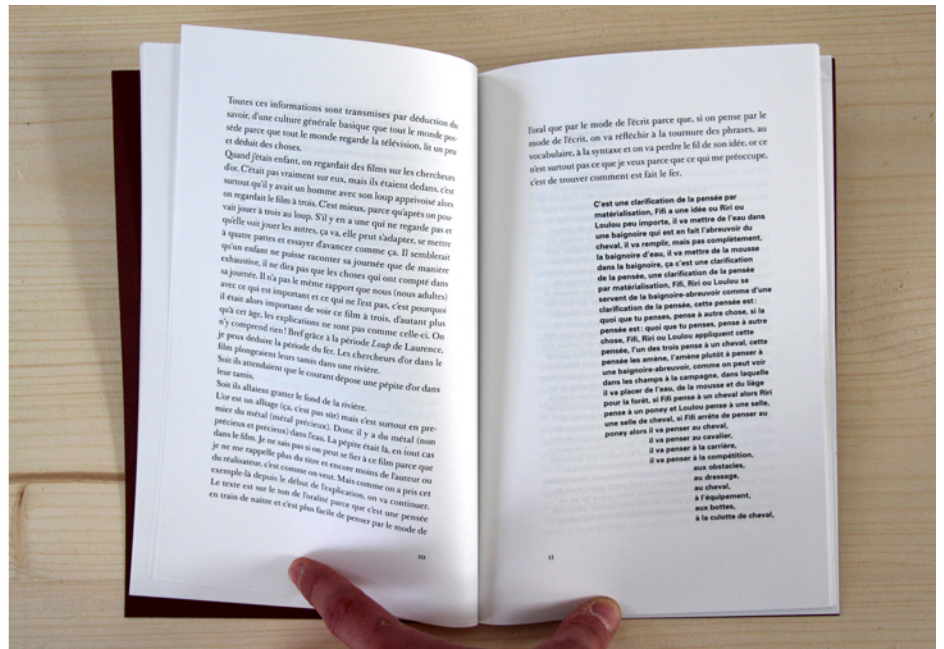 Toutes ces informations sont transmises par déduction du
savoir, d'une culture générale basique que tout le monde pos-
sède parce que tout le monde regarde la télévision, lit un peu
et déduit des choses.
Quand j'étais enfant, on regardait des films sur les chercheurs
d'or. C'était pas vraiment sur eux, mais ils étaient dedans, c'est
surtout qu'il y avait un homme avec son loup apprivoisé alors
on regardait le film à trois. C'est mieux, parce qu'après on pou-
vait jouer à trois au loup. S'il y en a une qui ne regarde pas et
qu'elle voit jouer les autres, ça va, elle peut s'adapter, se mettre
à quatre pattes et essayer d'avancer comme ça. Il semblerait
qu'un enfant ne puisse raconter sa journée que de manière
exhaustive, il ne dira pas que les choses qui ont compté dans
sa journée. Il n'a pas le même rapport que nous (nous adultes)
avec ce qui est important et ce qui ne l'est pas, c'est pourquoi
il était alors important de voir ce film à trois, d'autant plus
qu'à cet âge, les explications ne sont pas comme celle-ci. On
n'y comprend rien ! Bref grâce à la période Loup de Laurence,
je peux déduire la période du fer. Les chercheurs d'or dans le
film plongeaient leurs tamis dans une rivière.
Soit ils attendaient que le courant dépose une pépite d'or dans
leur tamis.
Soit ils allaient gratter le fond de la rivière.
L'or est un alliage (ça, c'est pas sûr) mais c'est surtout en pre-
mier du métal (métal précieux). Donc il y a du métal (non
précieux et précieux) dans l'eau. La pépite était là, en tout cas
dans le film. Je ne sais pas si on peut se fier à ce film parce que
je ne me rappelle plus du titre et encore moins de l'auteur ou
du réalisateur, c'est comme on veut. Mais comme on a pris cet
exemple-là depuis le début de l'explication, on va continuer.
Le texte est sur le ton de l'oralité parce que c'est une pensée
en train de naître et c'est plus facile de penser par le mode de
10
l'oral que par le mode de l'écrit parce que, si on pense par le
mode de l'écrit, on va réfléchir à la tournure des phrases, au
vocabulaire, à la syntaxe et on va perdre le fil de son idée, or ce
n'est surtout pas ce que je veux parce que ce qui me préoccupe,
c'est de trouver comment est fait le fer.
C'est une clarification de la pensée par
matérialisation, Fifi a une idée ou Riri ou
Loulou peu importe, il va mettre de l'eau dans
une baignoire qui est en fait l'abreuvoir du
cheval, il va remplir, mais pas complètement,
la baignoire d'eau, il va mettre de la mousse
dans la baignoire, ça c'est une clarification
de la pensée, une clarification de la pensée
par matérialisation, Fifi, Riri ou Loulou se
servent de la baignoire-abreuvoir comme d'une
clarification de la pensée, cette pensée est :
quoi que tu penses, pense à autre chose, si la
pensée est : quoi que tu penses, pense à autre
chose, Fifi, Riri ou Loulou appliquent cette
pensée, l'un des trois pense à un cheval, cette
pensée les amène, l'amène plutôt à penser à
une baignoire-abreuvoir, comme on peut voir
dans les champs à la campagne, dans laquelle
il va placer de l'eau, de la mousse et du liège
pour la forêt, si Fifi pense à un cheval alors Riri
pense à un poney et Loulou pense à une selle,
une selle de cheval, si Fifi arrête de penser au
poney alors il va penser au cheval,
il va penser au cavalier,
il va penser à la carrière,
il va penser à la compétition,
aux obstacles,
au dressage,
au cheval,
à l'équipement,
aux bottes,
à la culotte de cheval,
11